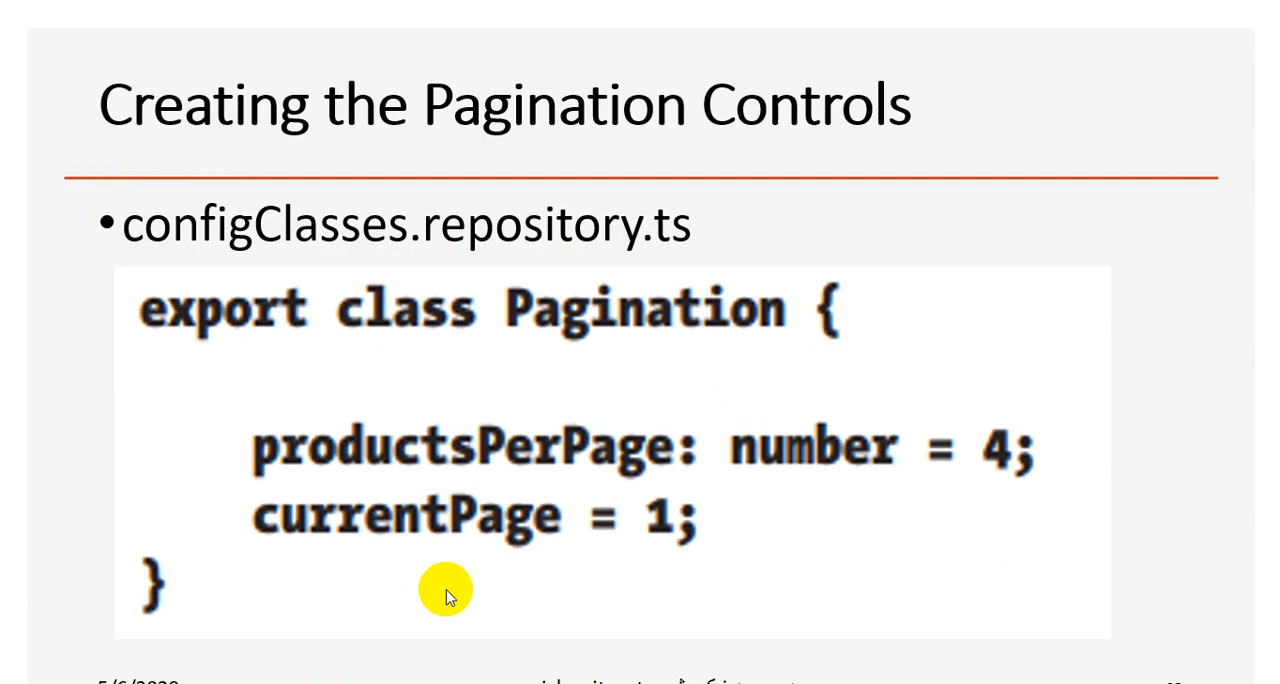 Creating the Pagination Controls
•configClasses.repository.ts
export class Pagination {
productsPerPage: number = 4;
currentPage = 1;
}